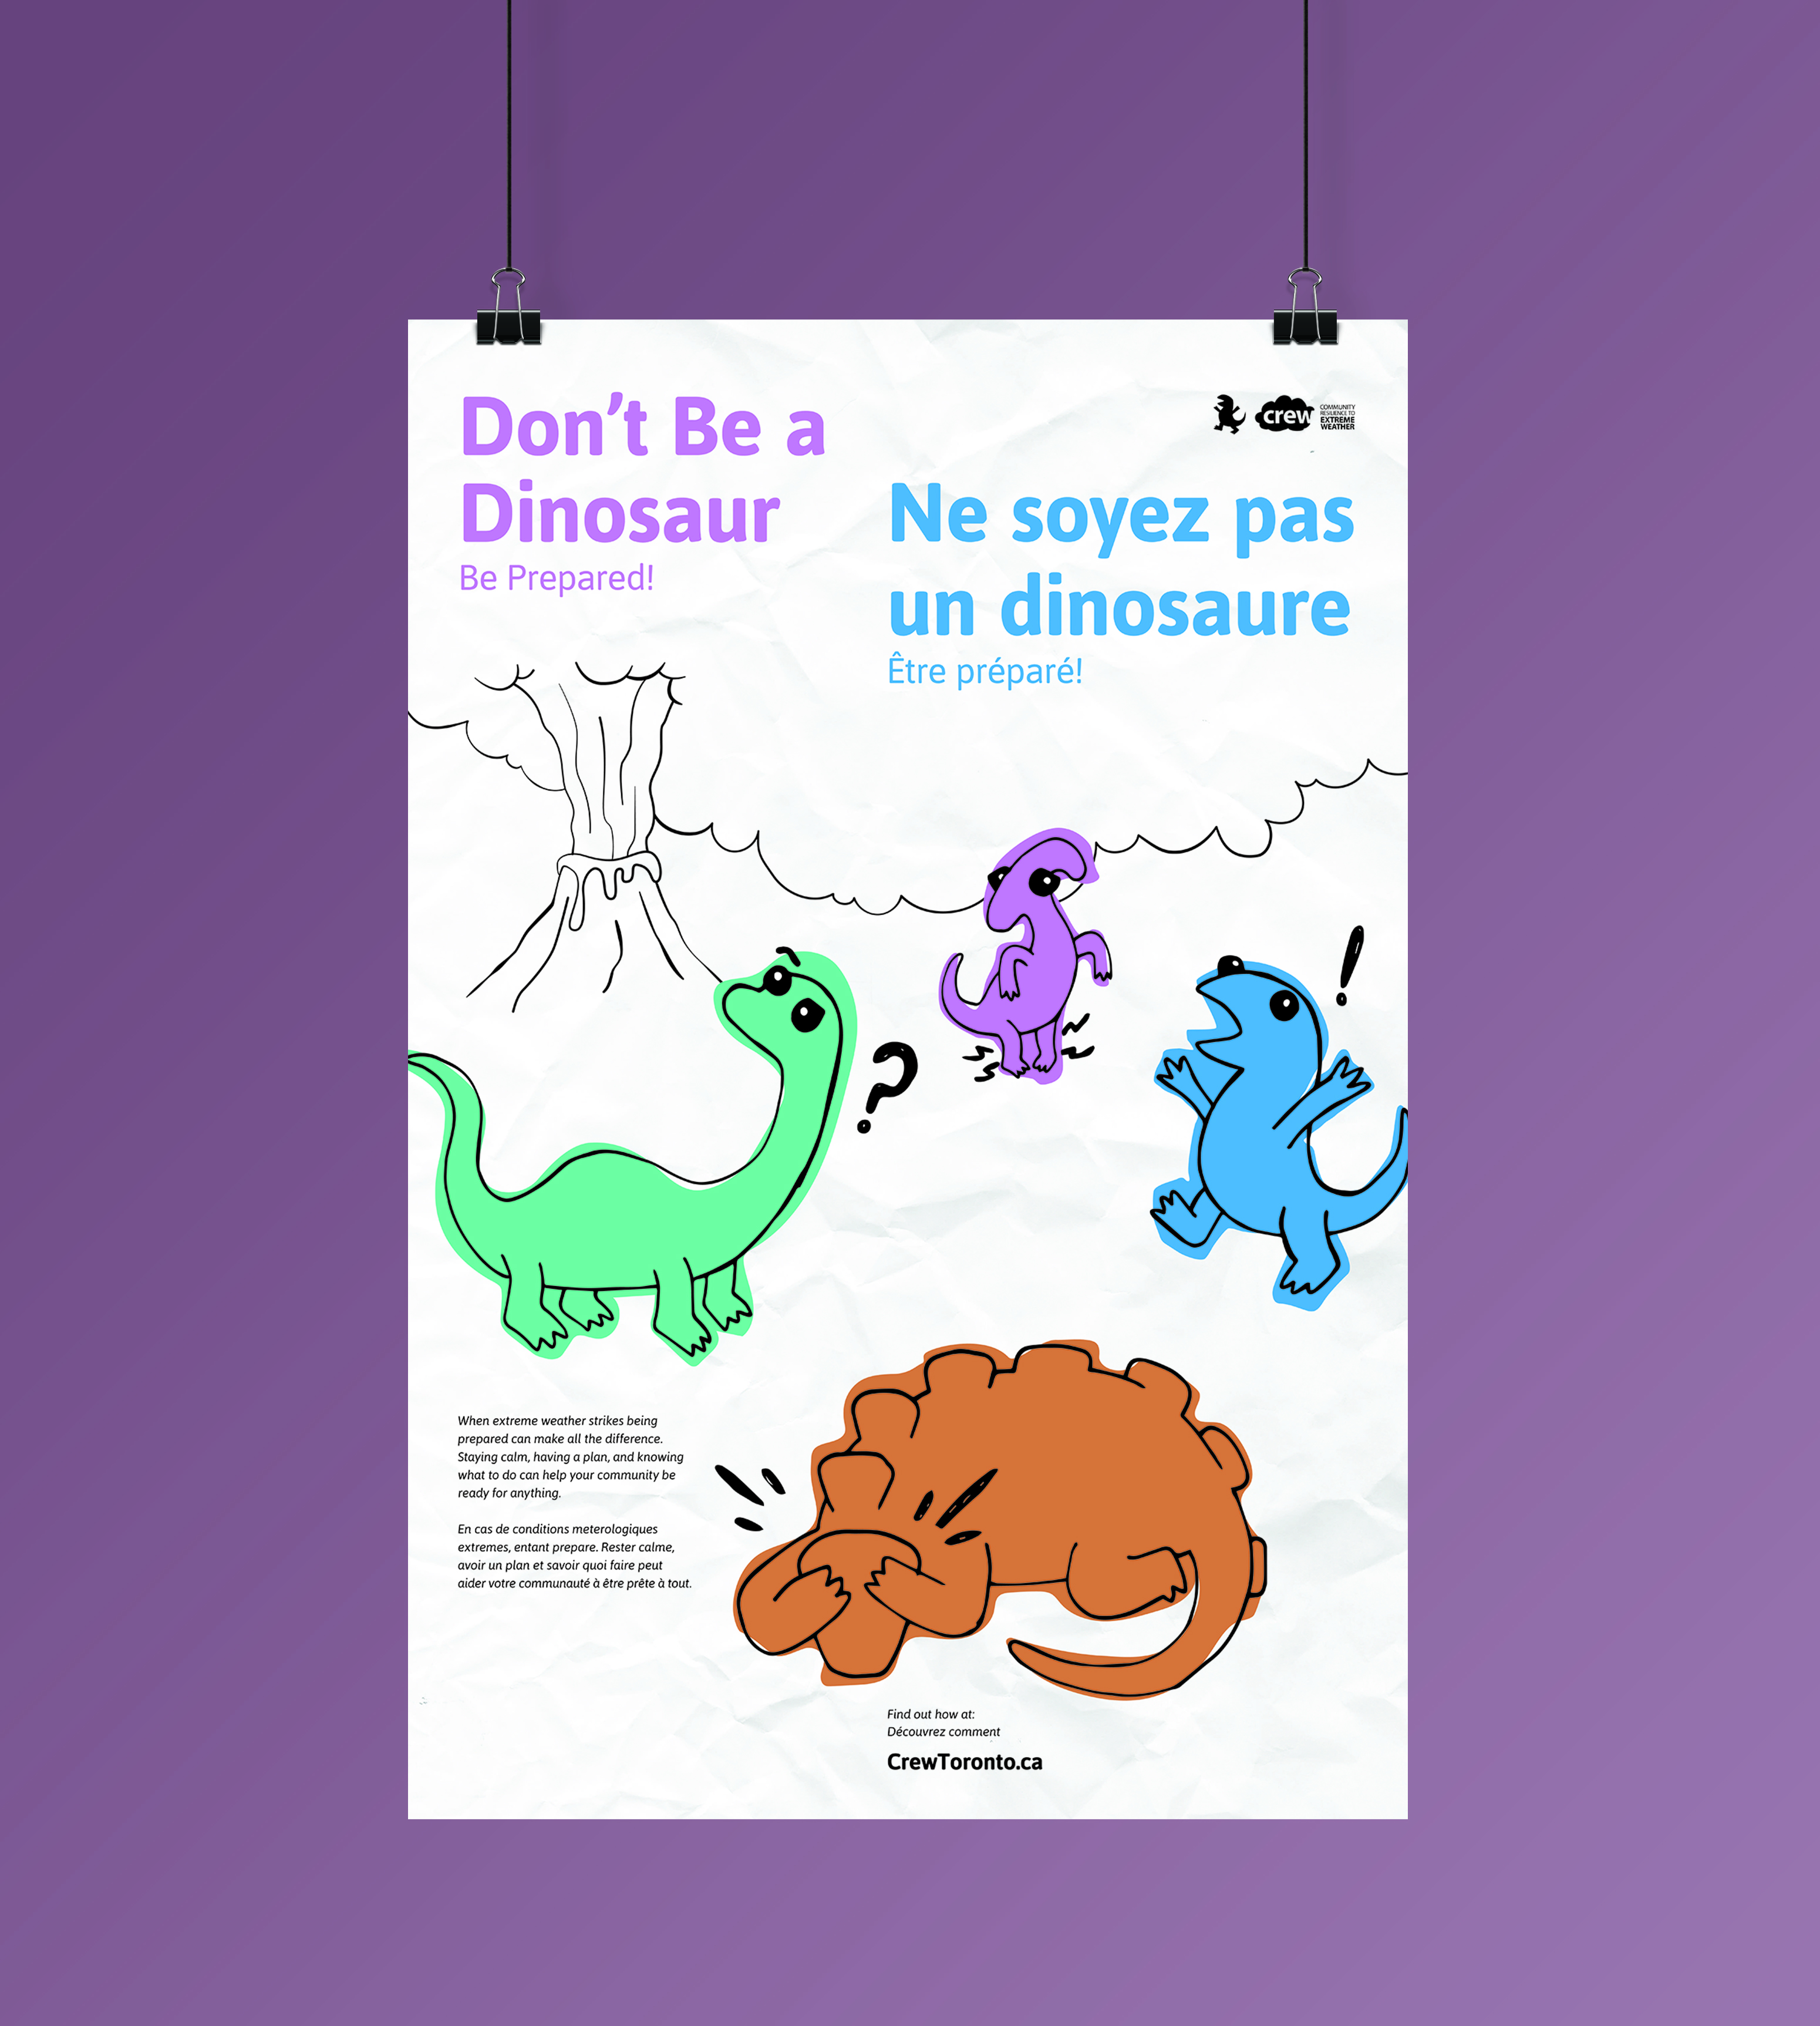 Don't Be a
Dinosaur
Be Prepared!
crew
COMMUNITY
RESILIENCE TO
EXTREME
WEATHER
Ne soyez pas
un dinosaure
Être préparé!
?
!
When extreme weather strikes being
prepared can make all the difference.
Staying calm, having a plan, and knowing
what to do can help your community be
ready for anything.
En cas de conditions meterologiques
extremes, entant prepare. Rester calme,
avoir un plan et savoir quoi faire peut
aider votre communauté à être prête à tout.
Find out how at:
Découvrez comment
CrewToronto.ca